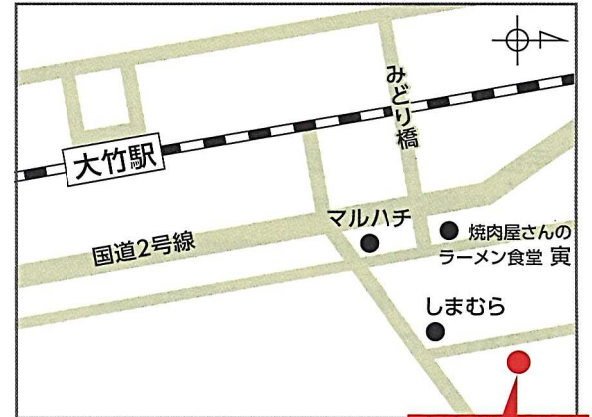 みどり橋
大竹駅
マルハチ
焼肉屋さんの
ラーメン食堂 寅
国道2号線
しまむら